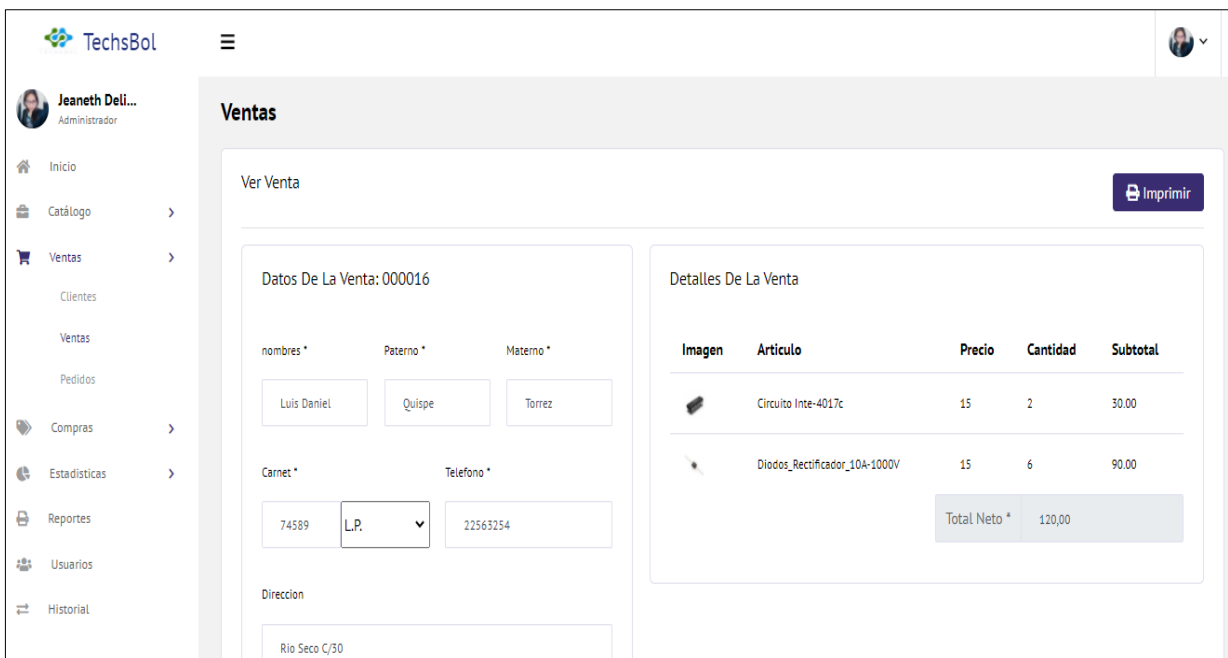 TechsBol
Jeaneth Deli...
Administrador
Inicio
Catálogo
Ventas
Clientes
Ventas
Pedidos
Compras
Estadisticas
Reportes
Usuarios
Historial
Ventas
Ver Venta
Imprimir
Datos De La Venta: 000016
nombres * Paterno * Materno *
Luis Daniel Quispe Torrez
Carnet * Telefono *
74589 L.P. 22563254
Direccion
Rio Seco C/30
Detalles De La Venta
Imagen Articulo Precio Cantidad Subtotal
Circuito Inte-4017c 15 2 30.00
Diodos_Rectificador_10A-1000V 15 6 90.00
Total Neto * 120,00